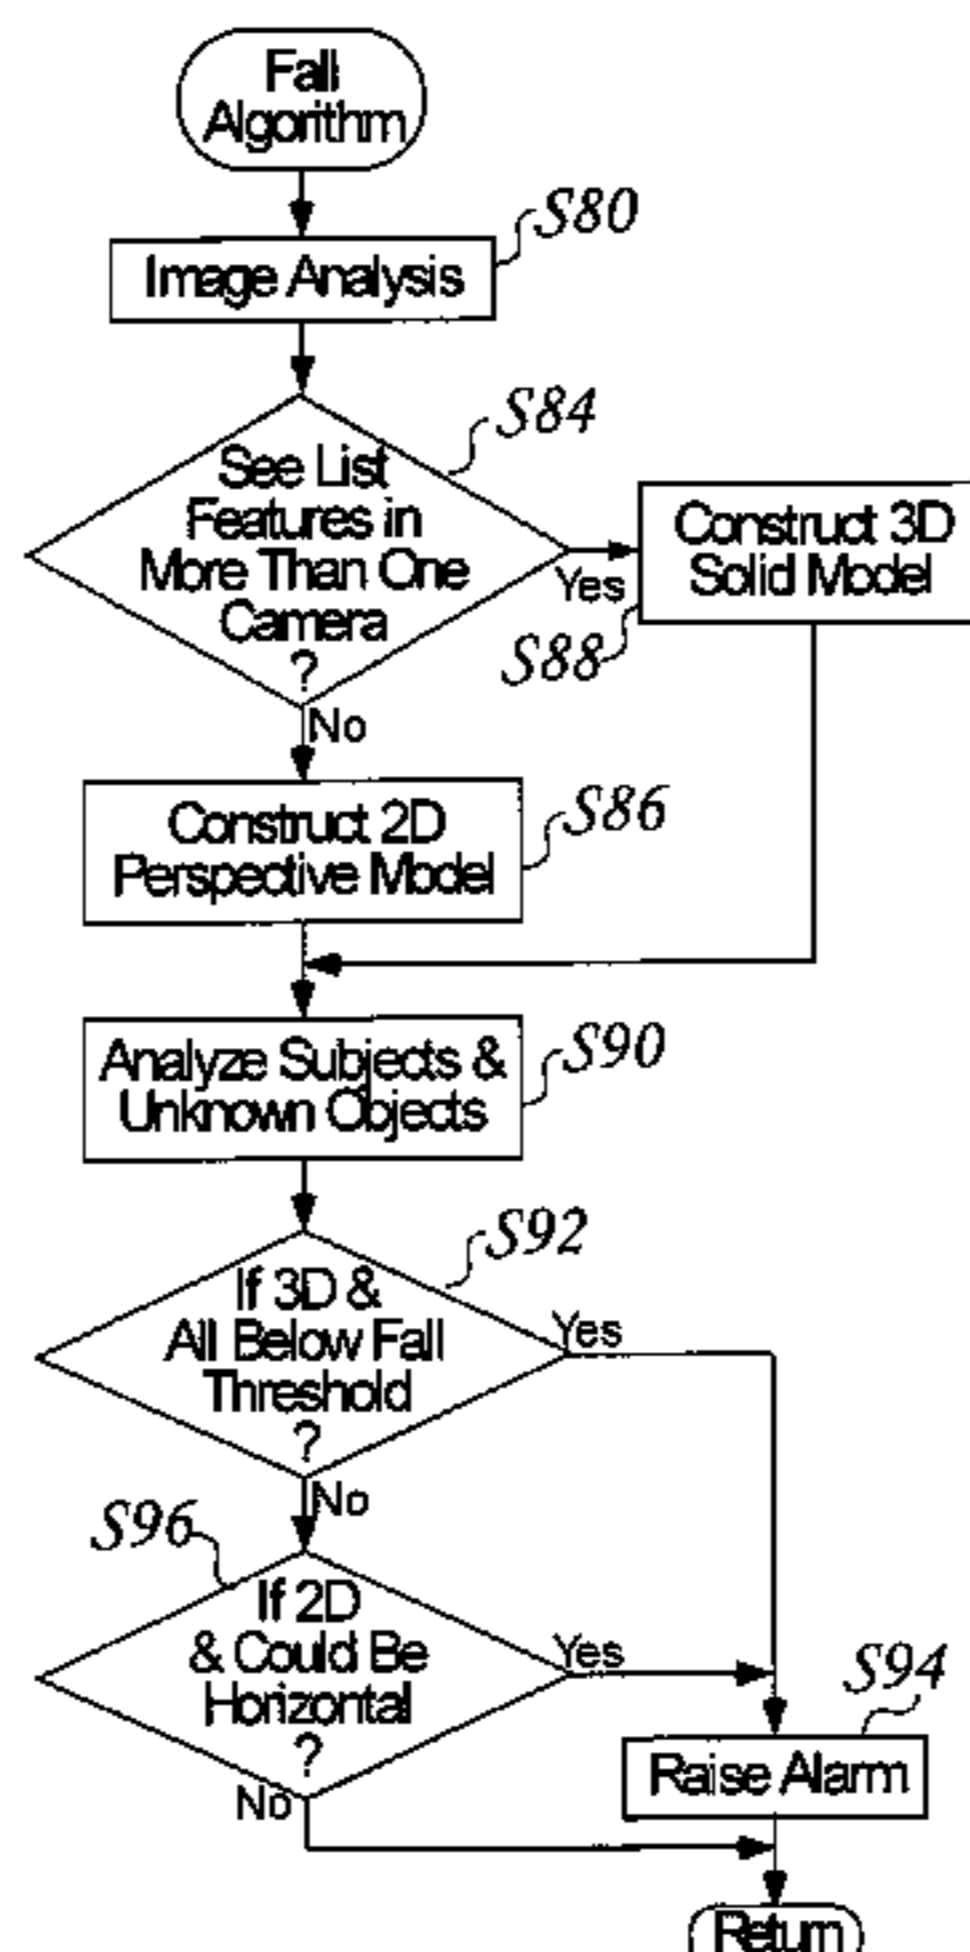 Fall
Algorithm
S80
Image Analysis
S84
See List
Features in
More Than One
Camera
?
Yes
Construct 3D
Solid Model
S88
No
Construct 2D
Perspective Model
S86
Analyze Subjects &
Unknown Objects
S90
S92
If 3D &
All Below Fall
Threshold
?
Yes
No
S96
If 2D
& Could Be
Horizontal
?
Yes
No
S94
Raise Alarm
Return